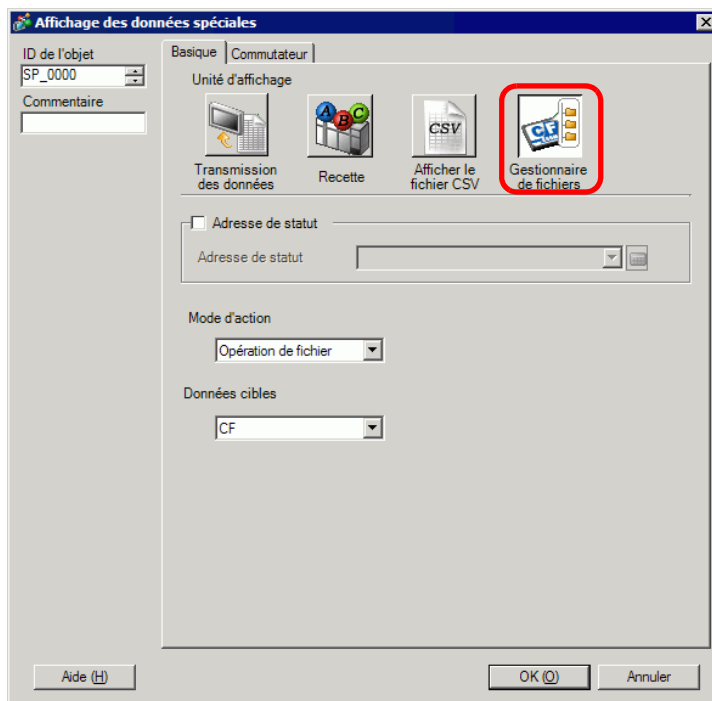 Affichage des données spéciales
ID de l'objet
SP_0000
Commentaire
Basique
Commutateur
Unité d'affichage
CSV
A B C
CF
Transmission
des données
Recette
Afficher le
fichier CSV
Gestionnaire
de fichiers
Adresse de statut
Adresse de statut
Mode d'action
Opération de fichier
Données cibles
CF
Aide (H)
OK (O)
Annuler